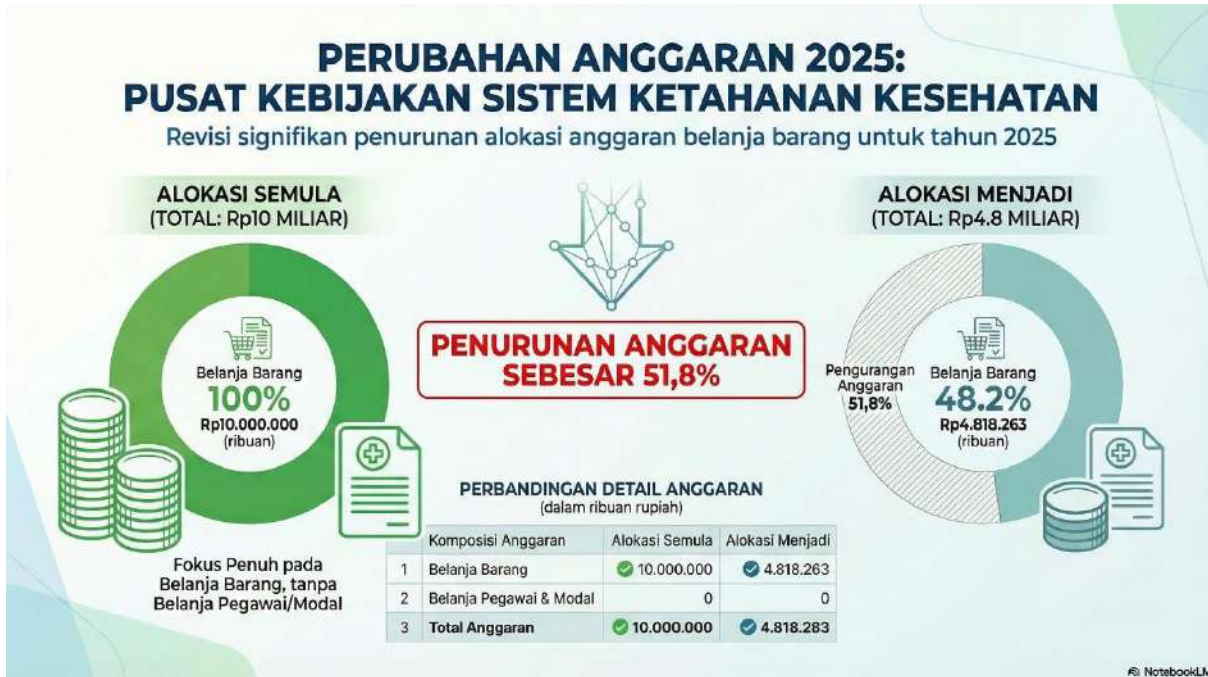 PERUBAHAN ANGGARAN 2025:
PUSAT KEBIJAKAN SISTEM KETAHANAN KESEHATAN
Revisi signifikan penurunan alokasi anggaran belanja barang untuk tahun 2025
ALOKASI SEMULA
(TOTAL: Rp10 MILIAR)
Belanja Barang
100%
Rp10.000.000
(ribuan)
Fokus Penuh pada
Belanja Barang, tanpa
Belanja Pegawai/Modal
PENURUNAN ANGGARAN
SEBESAR 51,8%
ALOKASI MENJADI
(TOTAL: Rp4.8 MILIAR)
Pengurangan
Anggaran
51,8%
Belanja Barang
48.2%
Rp4.818.263
(ribuan)
PERBANDINGAN DETAIL ANGGARAN
(dalam ribuan rupiah)
Komposisi Anggaran Alokasi Semula Alokasi Menjadi
1 Belanja Barang 10.000.000 4.818.263
2 Belanja Pegawai & Modal 0 0
3 Total Anggaran 10.000.000 4.818.283
NotebookLM